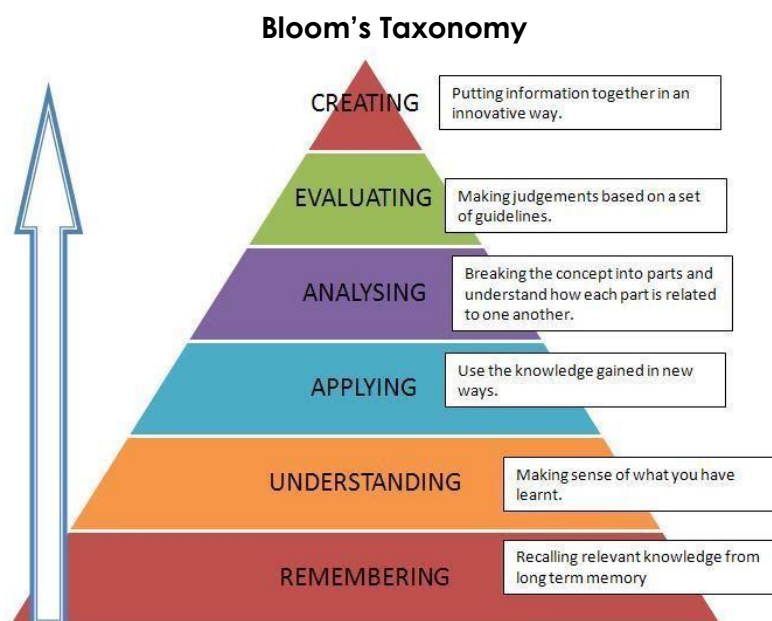 Bloom’s Taxonomy
CREATING
Putting information together in an
innovative way.
EVALUATING
Making judgements based on a set
of guidelines.
ANALYSING
Breaking the concept into parts and
understand how each part is related
to one another.
APPLYING
Use the knowledge gained in new
ways.
UNDERSTANDING
Making sense of what you have
learnt.
REMEMBERING
Recalling relevant knowledge from
long term memory